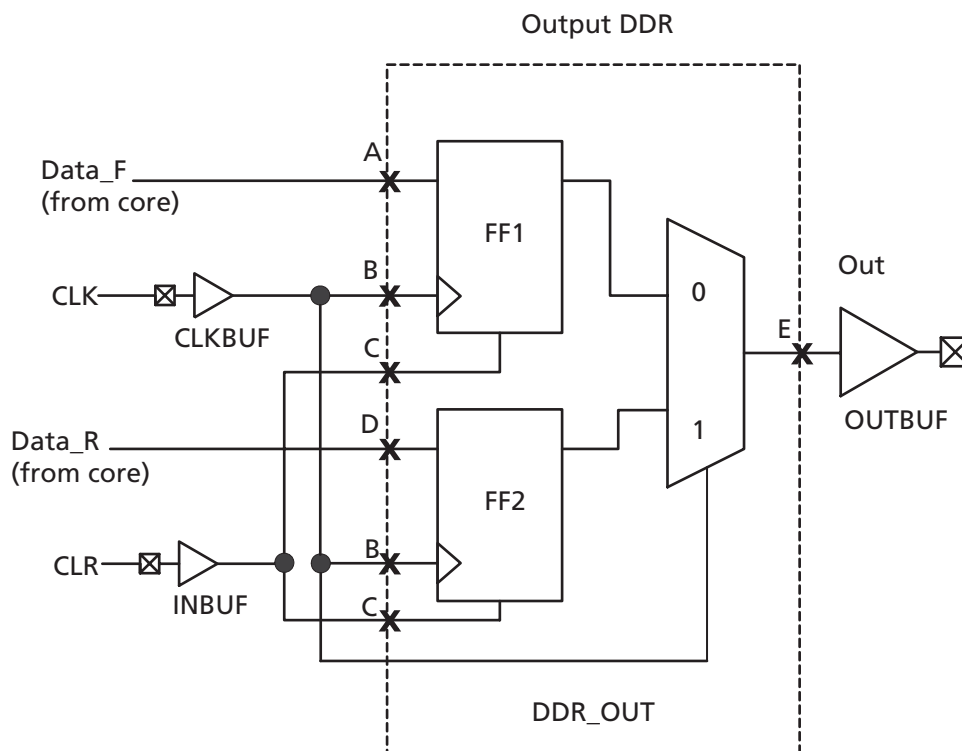 Output DDR
A
Data_F
(from core)
FF1
B
CLK
CLKBUF
0
Out
C
E
D
Data_R
(from core)
1
OUTBUF
FF2
B
CLR
INBUF
C
DDR_OUT